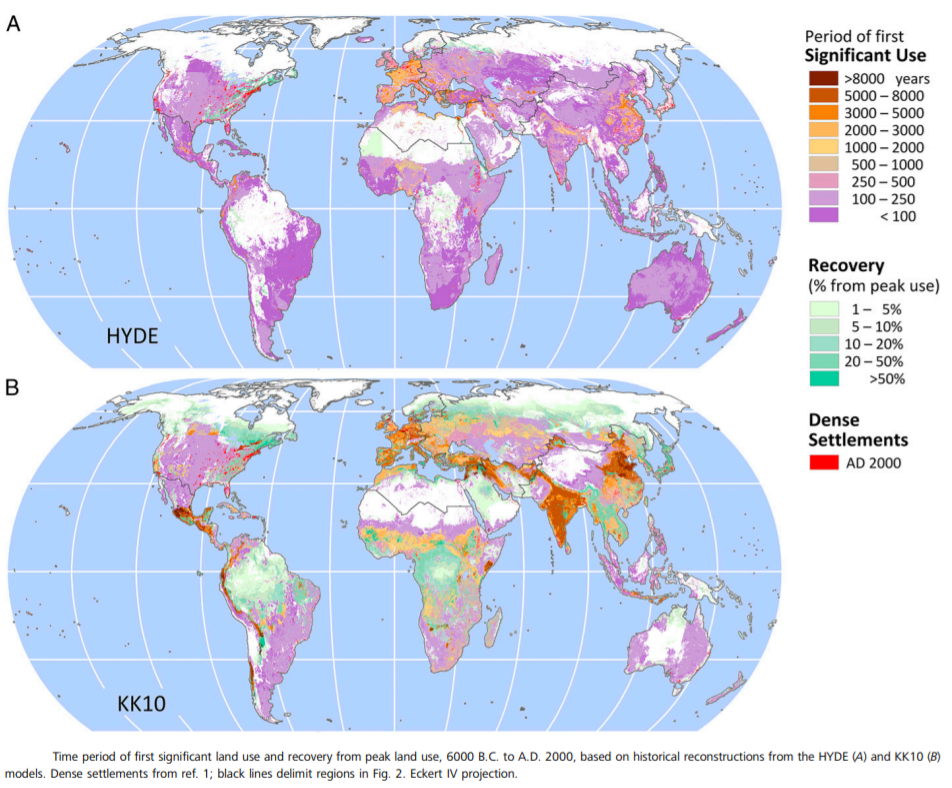 A
Period of first
Significant Use
>8000 years
5000 – 8000
3000 – 5000
2000 – 3000
1000 – 2000
500 – 1000
250 – 500
100 – 250
< 100
Recovery
(% from peak use)
1 – 5%
5 – 10%
10 – 20%
20 – 50%
>50%
Dense
Settlements
AD 2000
HYDE
B
KK10
Time period of first significant land use and recovery from peak land use, 6000 B.C. to A.D. 2000, based on historical reconstructions from the HYDE (A) and KK10 (B)
models. Dense settlements from ref. 1; black lines delimit regions in Fig. 2. Eckert IV projection.